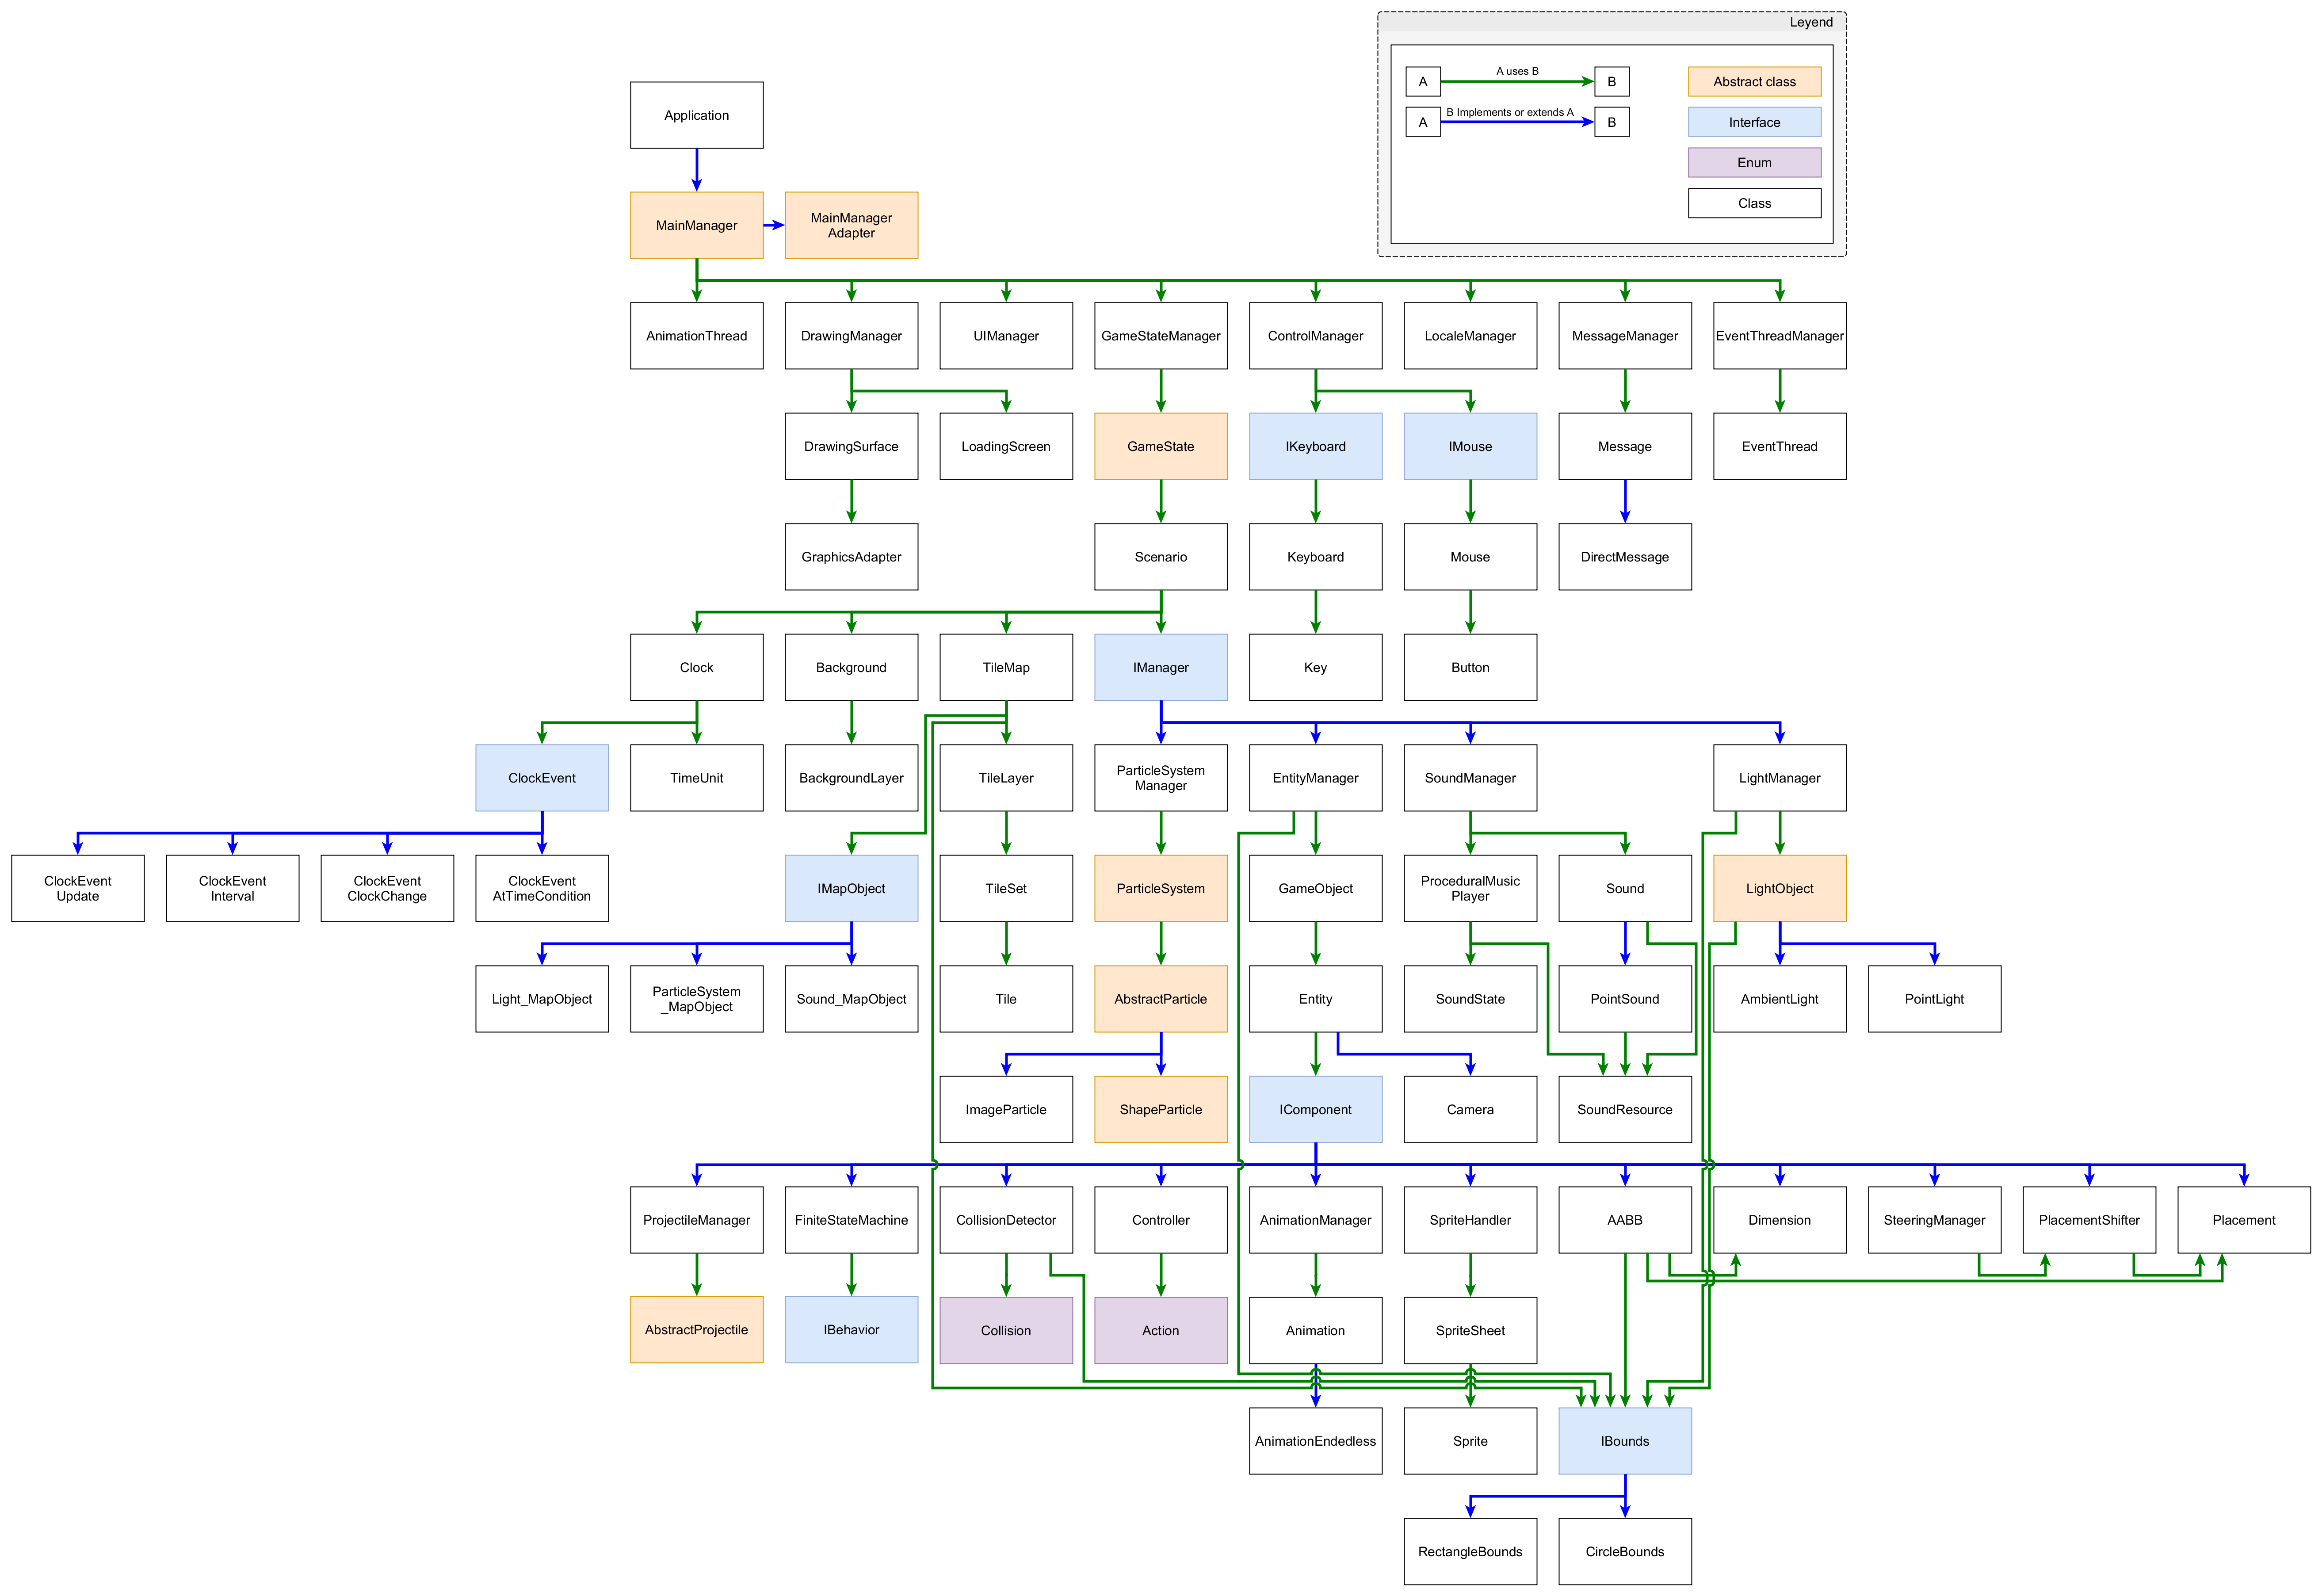 Leyend
A
A uses B
B
Abstract class
A
B Implements or extends A
B
Interface
Enum
Class
Application
MainManager
MainManager
Adapter
AnimationThread
DrawingManager
UIManager
GameStateManager
ControlManager
LocaleManager
MessageManager
EventThreadManager
DrawingSurface
LoadingScreen
GameState
IKeyboard
IMouse
Message
EventThread
GraphicsAdapter
Scenario
Keyboard
Mouse
DirectMessage
Clock
Background
TileMap
IManager
Key
Button
ClockEvent
TimeUnit
BackgroundLayer
TileLayer
ParticleSystem
Manager
EntityManager
SoundManager
LightManager
ClockEvent
Update
ClockEvent
Interval
ClockEvent
ClockChange
ClockEvent
AtTimeCondition
IMapObject
TileSet
ParticleSystem
GameObject
ProceduralMusic
Player
Sound
LightObject
Light_MapObject
ParticleSystem
_MapObject
Sound_MapObject
Tile
AbstractParticle
Entity
SoundState
PointSound
AmbientLight
PointLight
ImageParticle
ShapeParticle
IComponent
Camera
SoundResource
ProjectileManager
FiniteStateMachine
CollisionDetector
Controller
AnimationManager
SpriteHandler
AABB
Dimension
SteeringManager
PlacementShifter
Placement
AbstractProjectile
IBehavior
Collision
Action
Animation
SpriteSheet
AnimationEndedless
Sprite
IBounds
RectangleBounds
CircleBounds